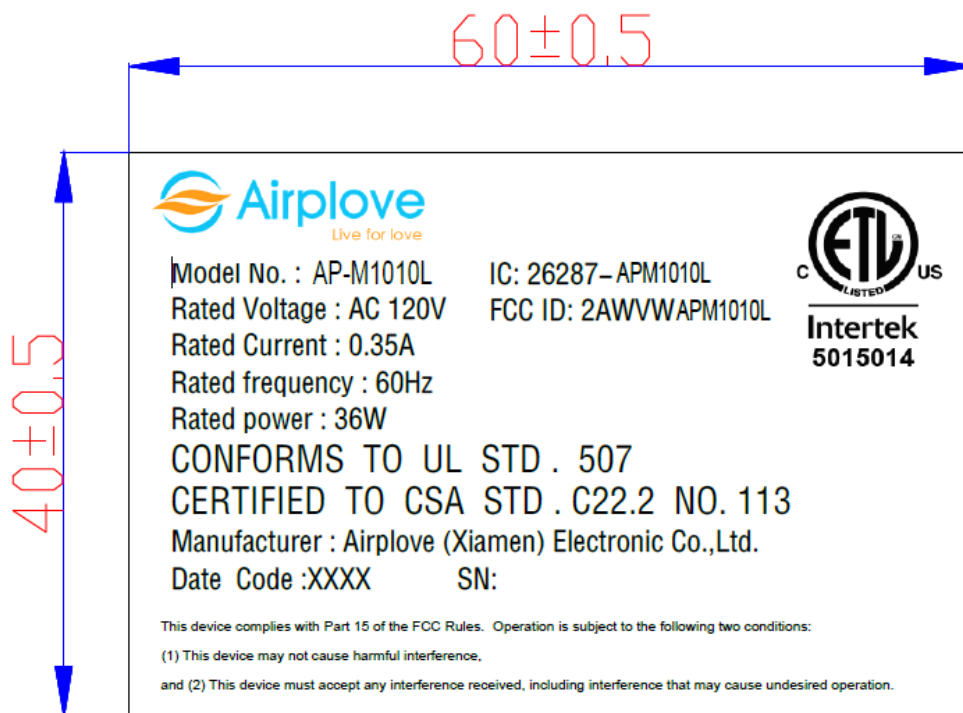 60±0.5
40±0.5
Airplove
Live for love
C ETL CM US
LISTED
Intertek
5015014
Model No. : AP-M1010L IC: 26287-APM1010L
Rated Voltage : AC 120V FCC ID: 2AWVWAPM1010L
Rated Current : 0.35A
Rated frequency : 60Hz
Rated power : 36W
CONFORMS TO UL STD . 507
CERTIFIED TO CSA STD . C22.2 NO. 113
Manufacturer : Airplove (Xiamen) Electronic Co.,Ltd.
Date Code :XXXX SN:
This device complies with Part 15 of the FCC Rules. Operation is subject to the following two conditions:
(1) This device may not cause harmful interference,
and (2) This device must accept any interference received, including interference that may cause undesired operation.